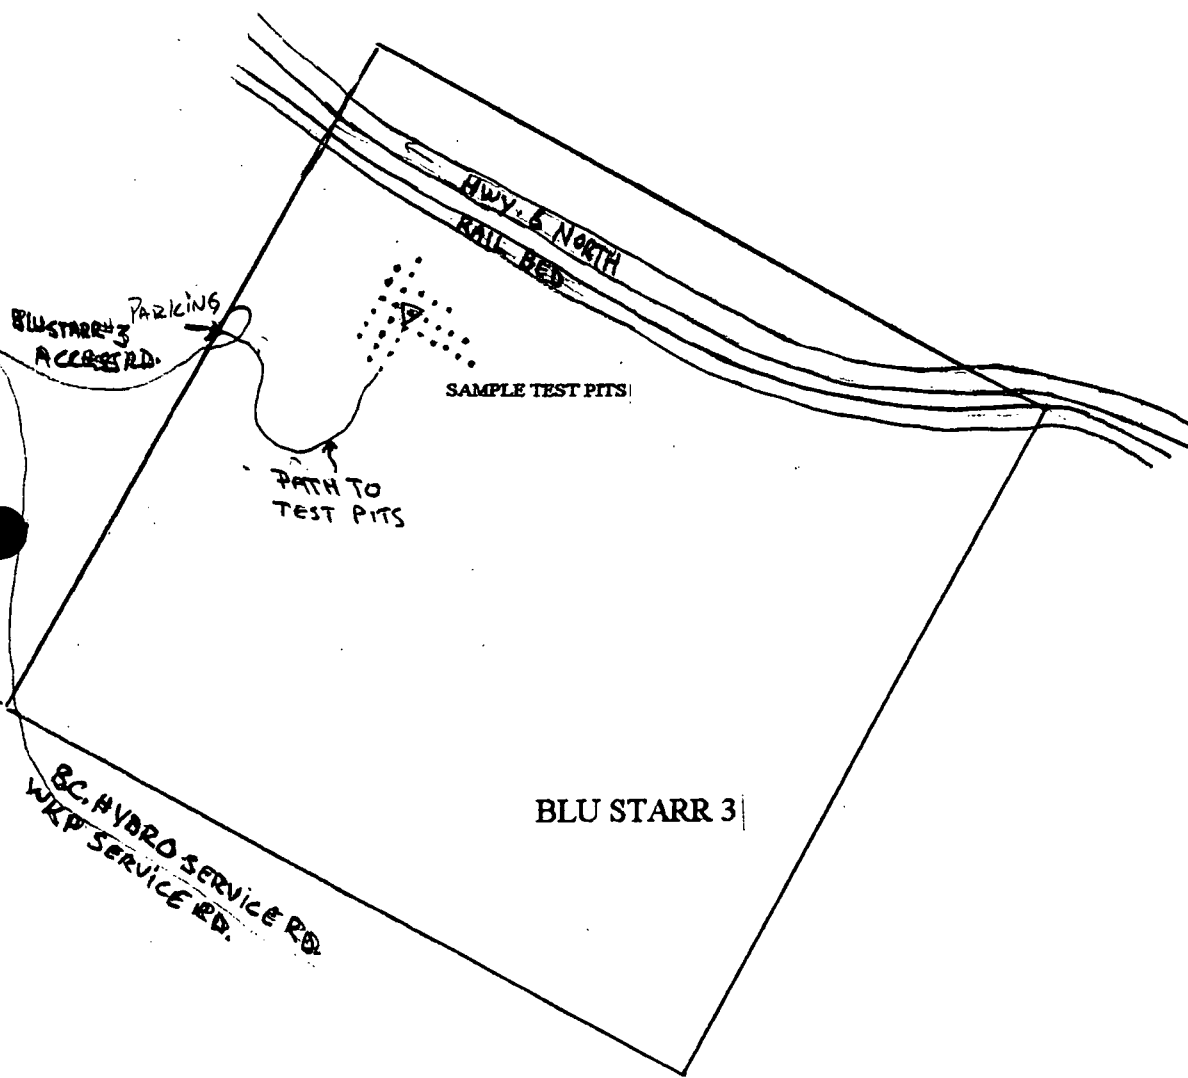 HWY. 6 NORTH
RAIL BED
PARKING
BLUSTARR#3
ACCESS RD.
SAMPLE TEST PITS
PATH TO
TEST PITS
BLU STARR 3
BC. HYDRO SERVICE RD.
WKP SERVICE RD.